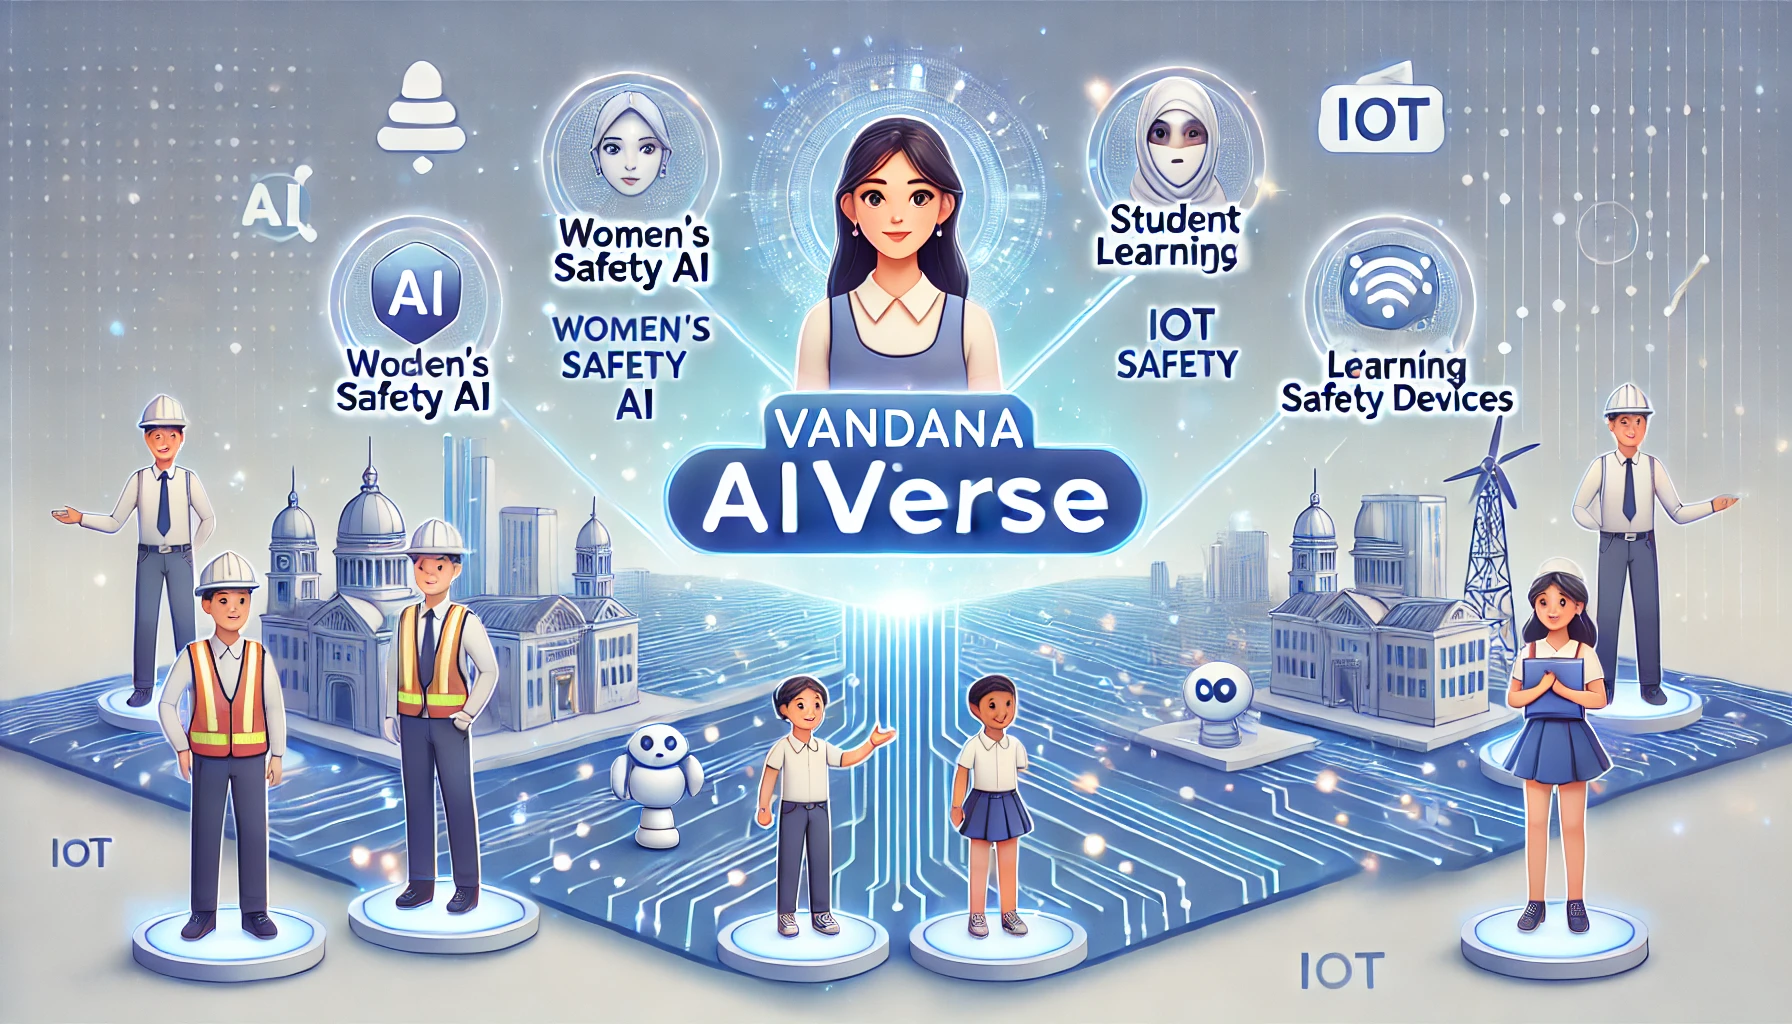 IOT
AI
Women's
Safety AI
Student
Learning
AI
Woden's
Safety AI
WOMEN'S
SAFETY
AI
IOT
SAFETY
Learning
Safety Devices
VANDANA
AIVerse
IOT
IOT